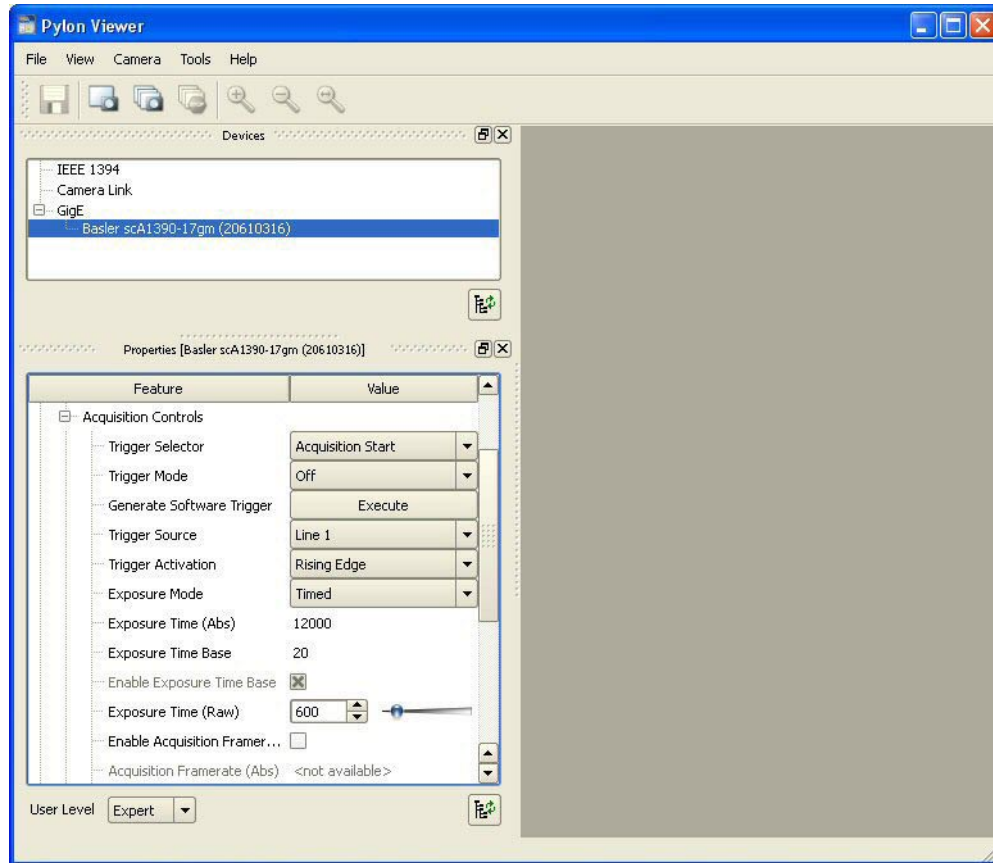 Pylon Viewer
File View Camera Tools Help
Devices
IEEE 1394
Camera Link
GigE
Basler scA1390-17gm (20610316)
Properties [Basler scA1390-17gm (20610316)]
Feature Value
Acquisition Controls
Trigger Selector Acquisition Start
Trigger Mode Off
Generate Software Trigger Execute
Trigger Source Line 1
Trigger Activation Rising Edge
Exposure Mode Timed
Exposure Time (Abs) 12000
Exposure Time Base 20
Enable Exposure Time Base
Exposure Time (Raw) 600
Enable Acquisition Framer...
Acquisition Framerate (Abs) <not available>
User Level Expert